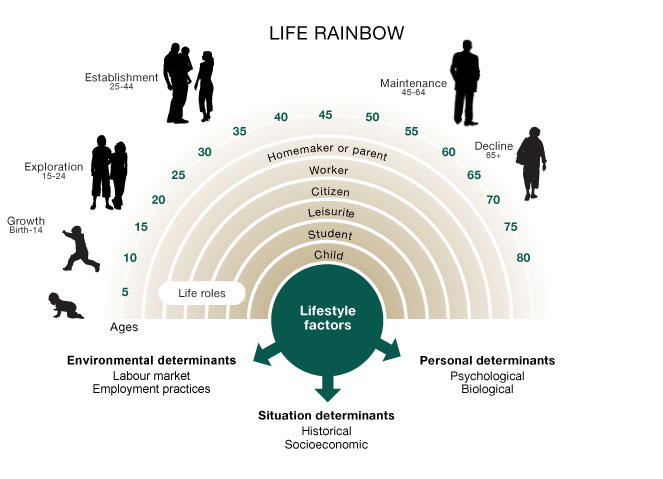 LIFE RAINBOW
Establishment
25-44
Maintenance
45-64
Exploration
15-24
Decline
65+
Growth
Birth-14
5
10
15
20
25
30
35
40
45
50
55
60
65
70
75
80
Homemaker or parent
Worker
Citizen
Leisurite
Student
Child
Life roles
Ages
Lifestyle
factors
Environmental determinants
Labour market
Employment practices
Situation determinants
Historical
Socioeconomic
Personal determinants
Psychological
Biological